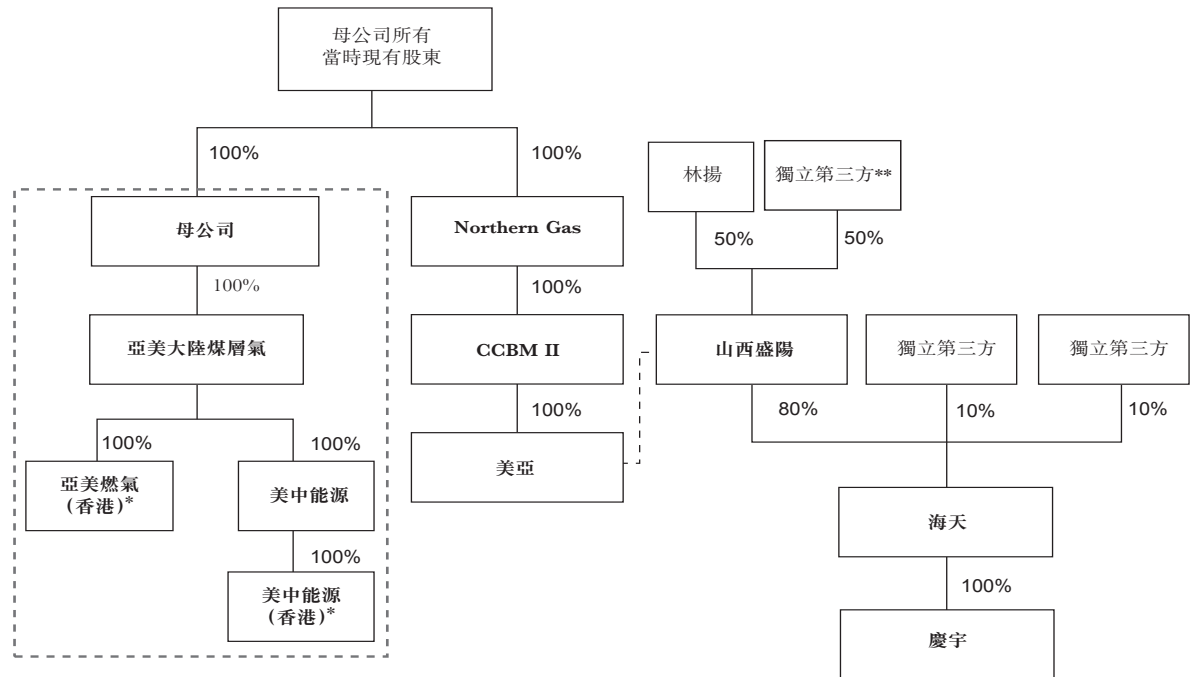 母公司所有
當時現有股東
100%
100%
林揚
獨立第三方**
母公司
Northern Gas
50%
50%
100%
100%
亞美大陸煤層氣
CCBM II
山西盛陽
獨立第三方
獨立第三方
100%
80%
10%
10%
100%
100%
亞美燃氣
(香港)*
美中能源
美亞
100%
海天
美中能源
(香港)*
100%
慶宇